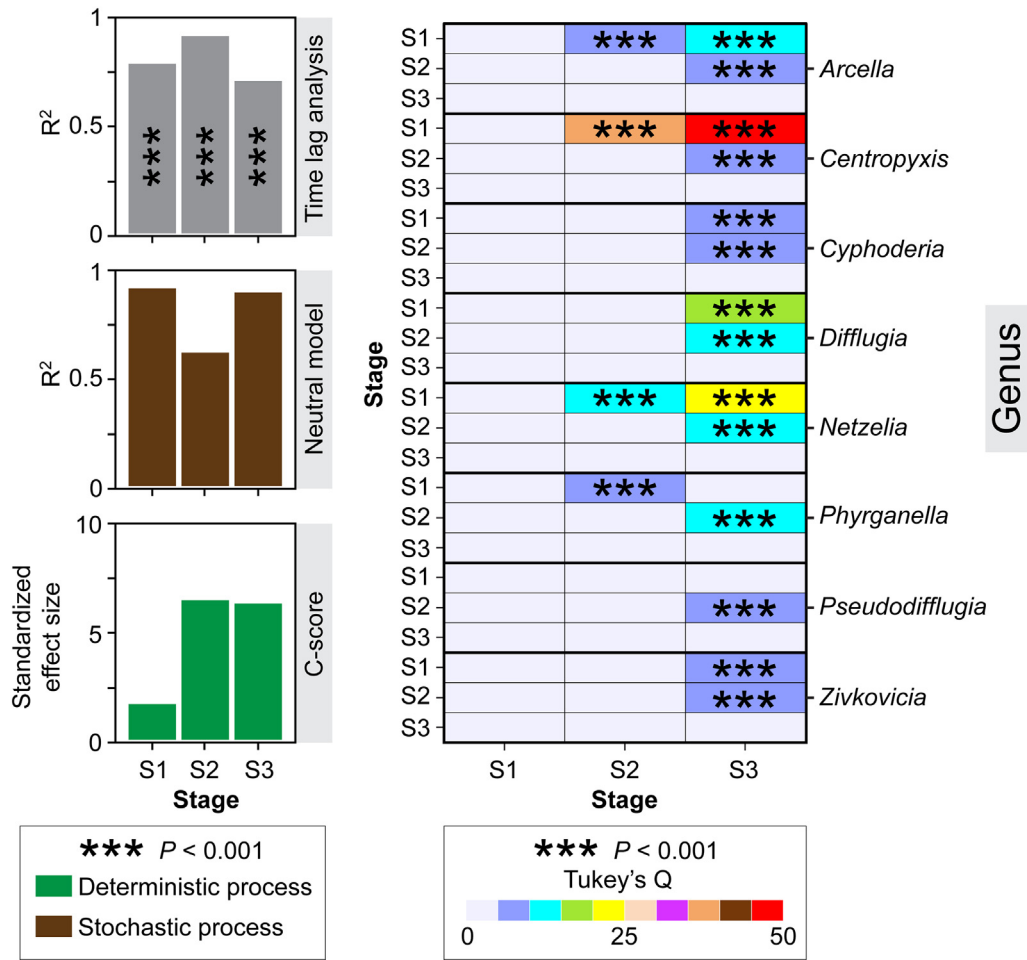 1
0.5
0
R²
***
***
***
Time lag analysis
1
0.5
0
R²
Neutral model
10
5
0
Standardized
effect size
C-score
S1 S2 S3
Stage
*** P < 0.001
Deterministic process
Stochastic process
Stage
S1 *** ***
S2 *** Arcella
S3
S1 *** ***
S2 *** Centropyxis
S3
S1 ***
S2 *** Cyphoderia
S3
S1 ***
S2 *** Difflugia
S3
S1 *** ***
S2 *** Netzelia
S3
S1 ***
S2 *** Phyrganella
S3
S1
S2 *** Pseudodifflugia
S3
S1 ***
S2 *** Zivkovicia
S3
S1 S2 S3
Stage
Genus
*** P < 0.001
Tukey's Q
0 25 50